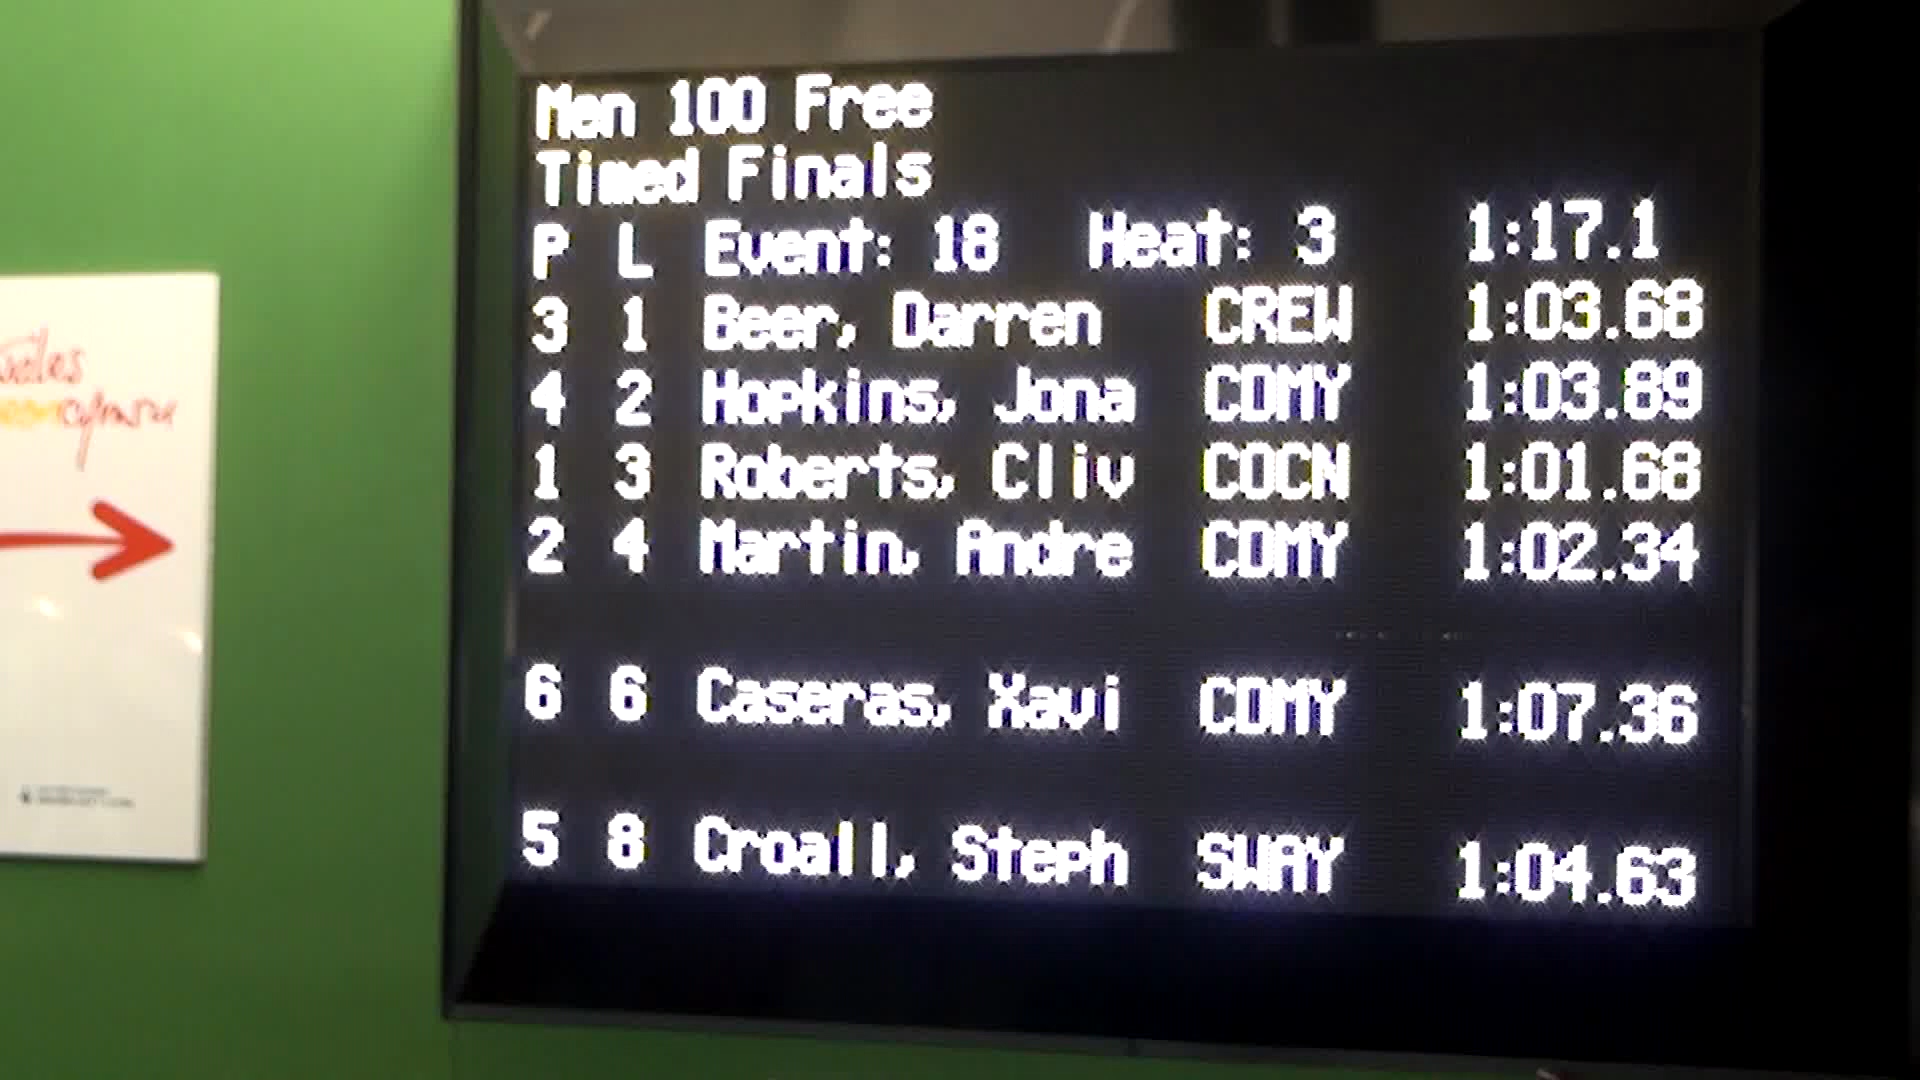 Men 100 Free
Timed Finals
P L Event: 18 Heat: 3 1:17.1
3 1 Beer, Darren CREW 1:03.68
4 2 Hopkins, Jona CDMY 1:03.89
1 3 Roberts, Cliv COCN 1:01.68
2 4 Martin, Andre CDMY 1:02.34
6 6 Caseras, Xavi CDMY 1:07.36
5 8 Croall, Steph SWAY 1:04.63